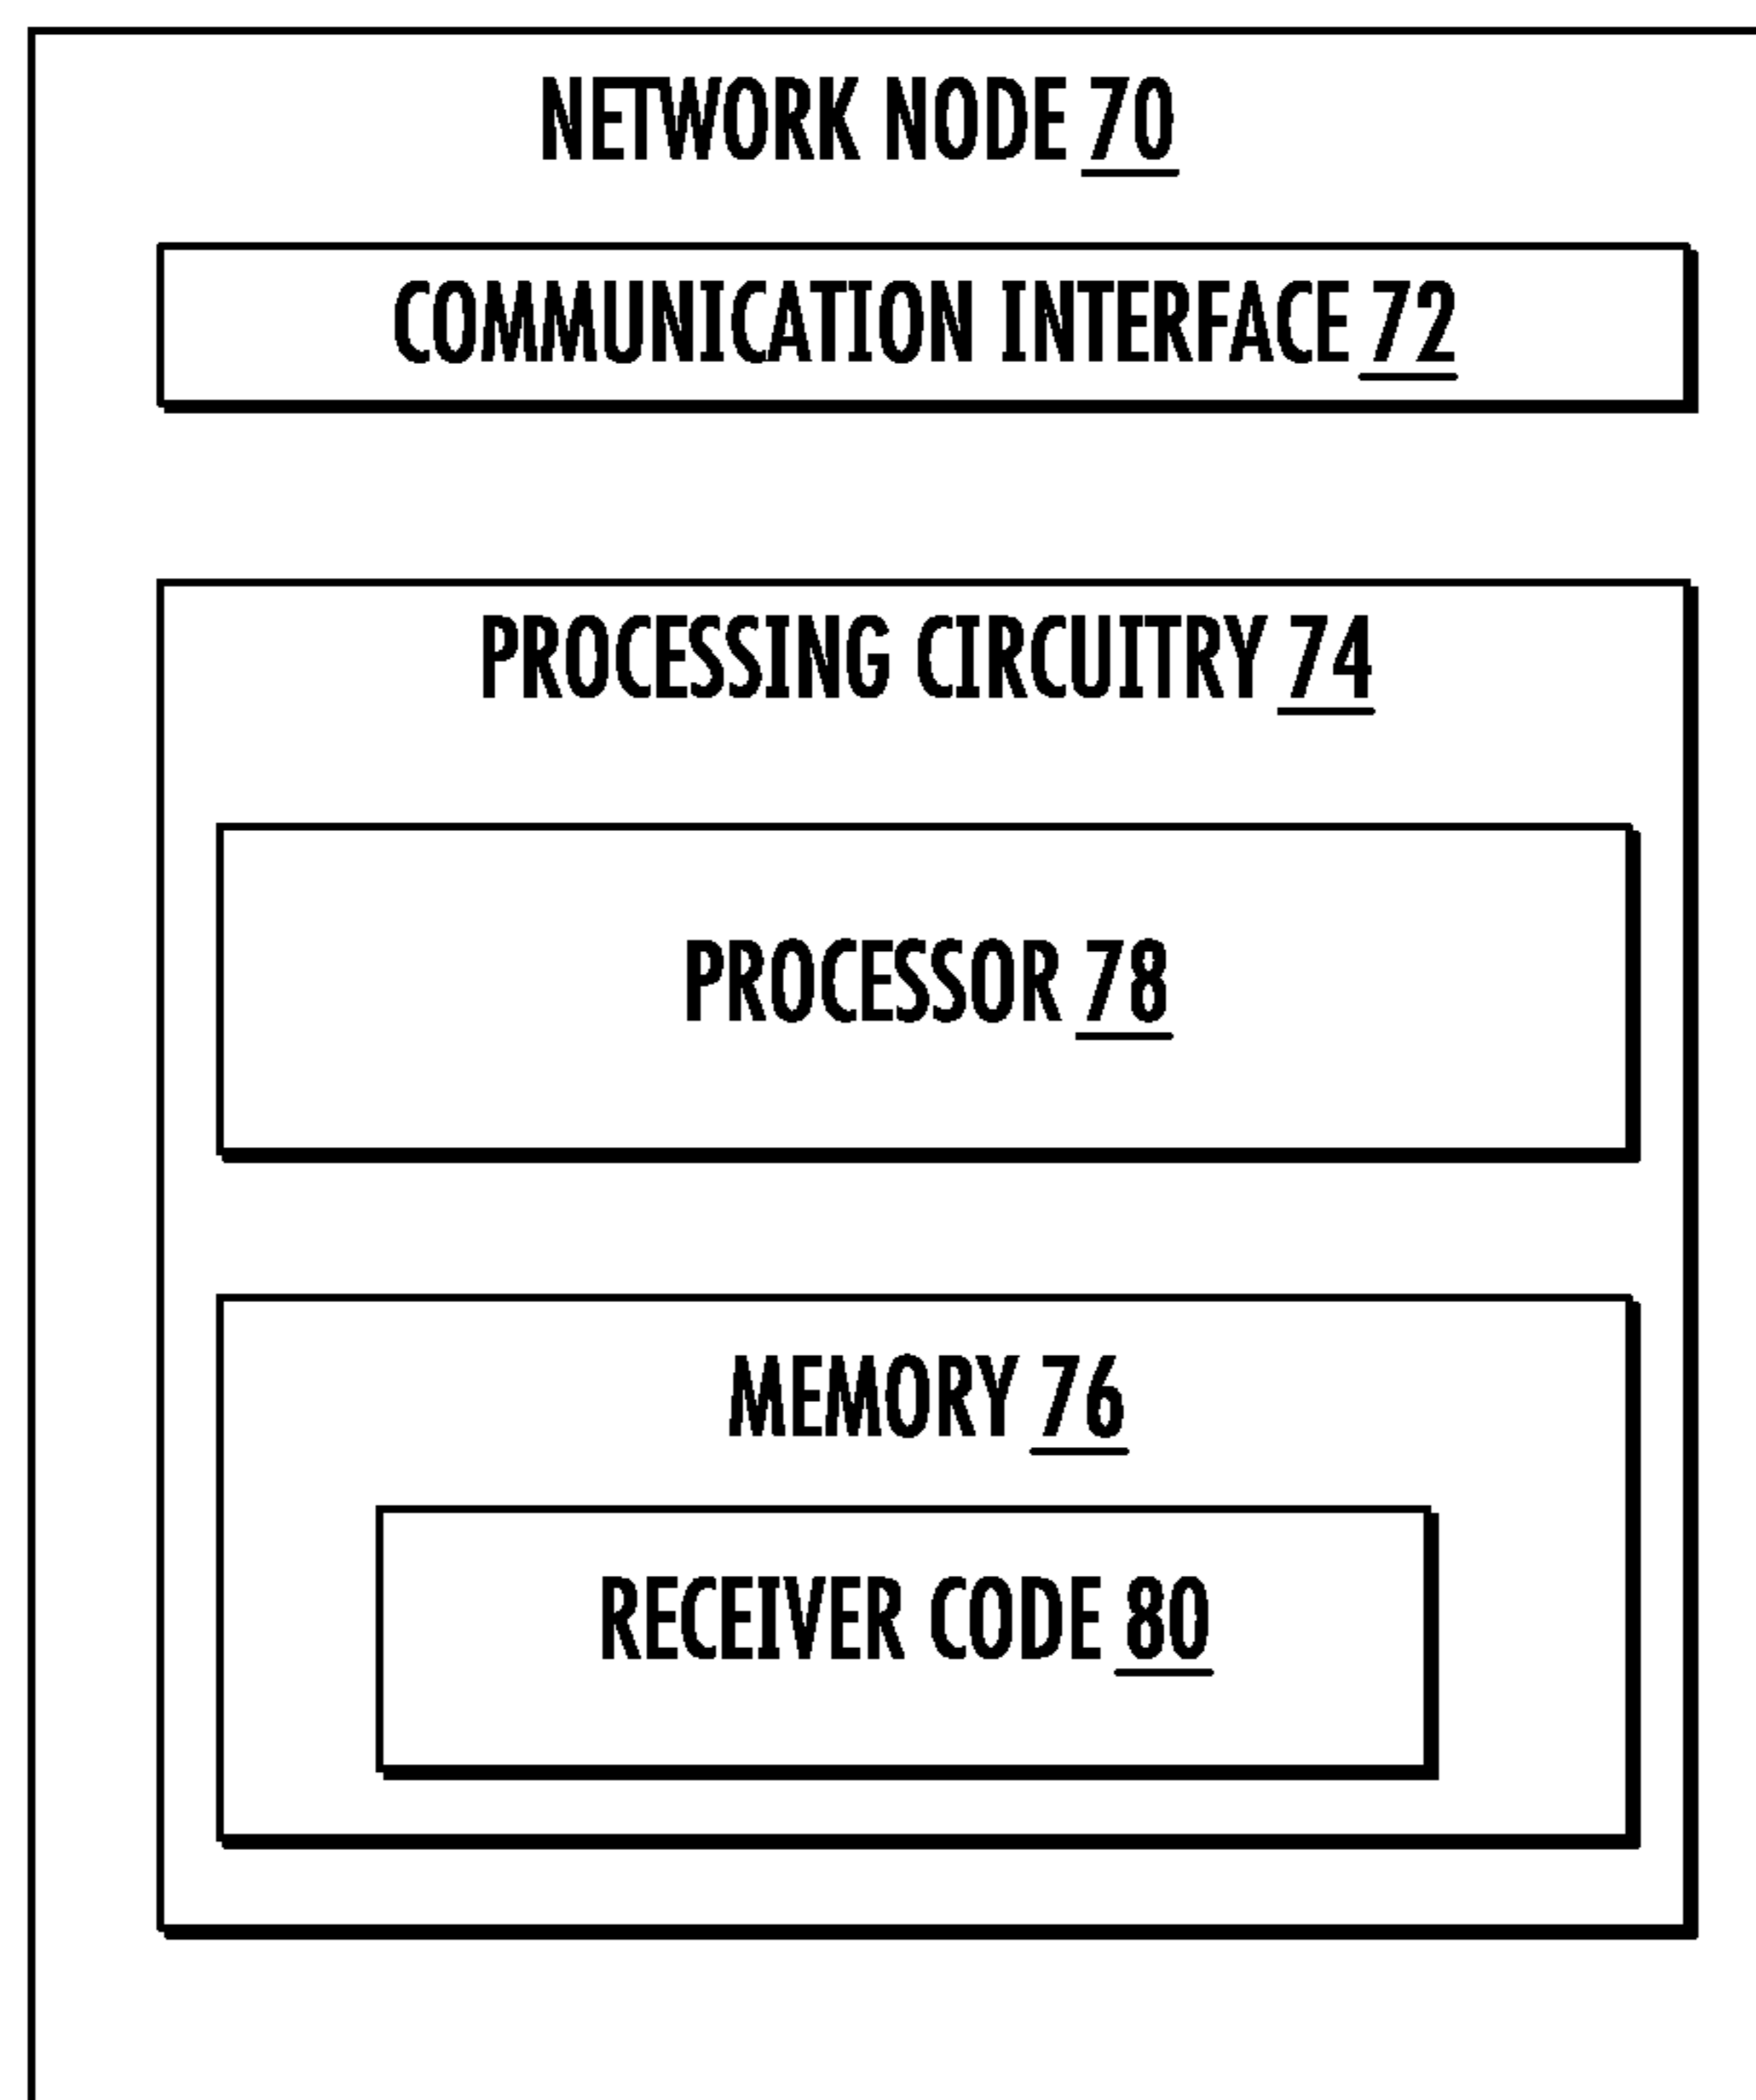 NETWORK NODE 70
COMMUNICATION INTERFACE 72
PROCESSING CIRCUITRY 74
PROCESSOR 78
MEMORY 76
RECEIVER CODE 80